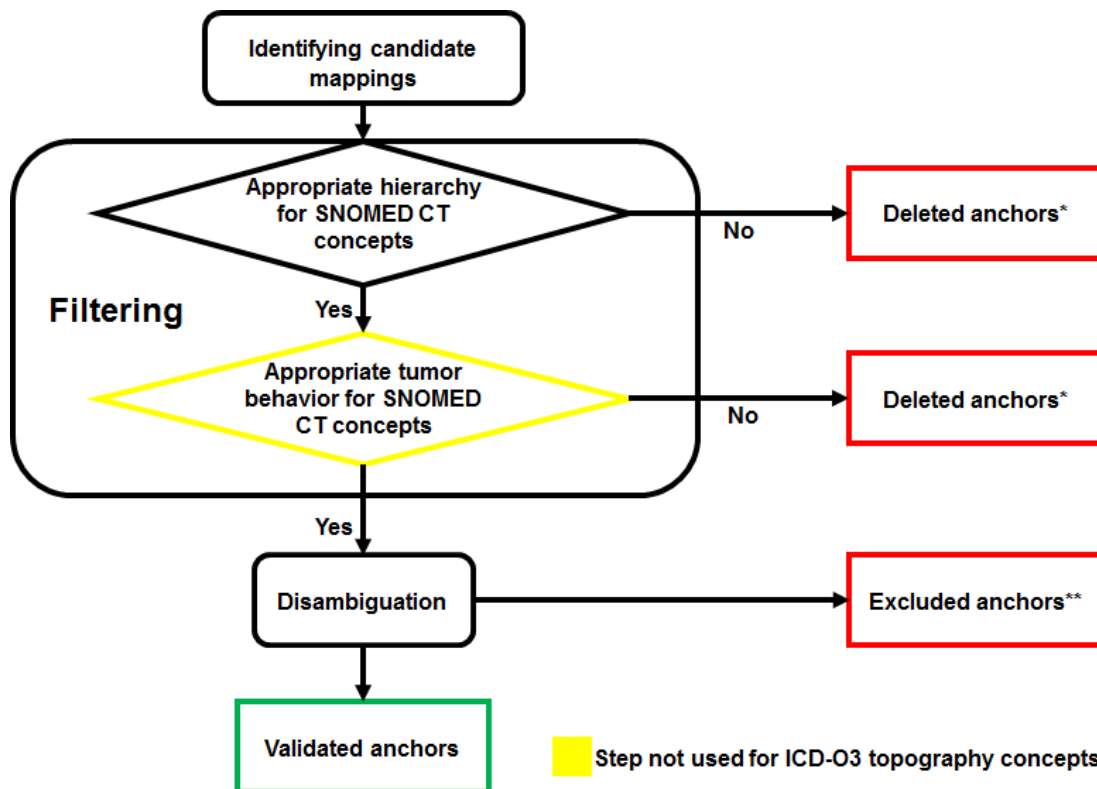 Identifying candidate
mappings
Appropriate hierarchy
for SNOMED CT
concepts
No
Deleted anchors*
Filtering
Yes
Appropriate tumor
behavior for SNOMED
CT concepts
No
Deleted anchors*
Yes
Disambiguation
Excluded anchors**
Validated anchors
Step not used for ICD-O3 topography concepts